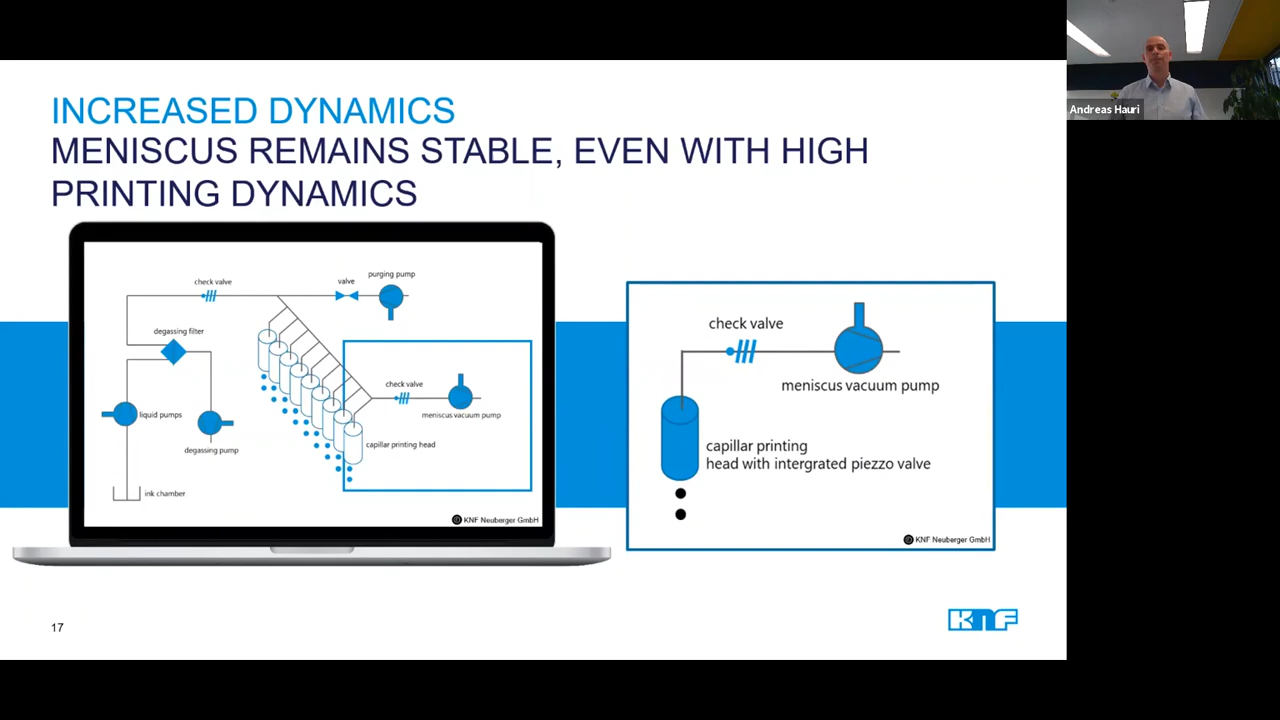 Andreas Hauri
INCREASED DYNAMICS
MENISCUS REMAINS STABLE, EVEN WITH HIGH
PRINTING DYNAMICS
purging pump
check valve
valve
degassing filter
check valve
liquid pumps
meniscus vacuum pump
degassing pump
capillar printing head
ink chamber
KNF Neuberger GmbH
check valve
meniscus vacuum pump
capillar printing
head with intergrated piezzo valve
KNF Neuberger GmbH
17
KNF